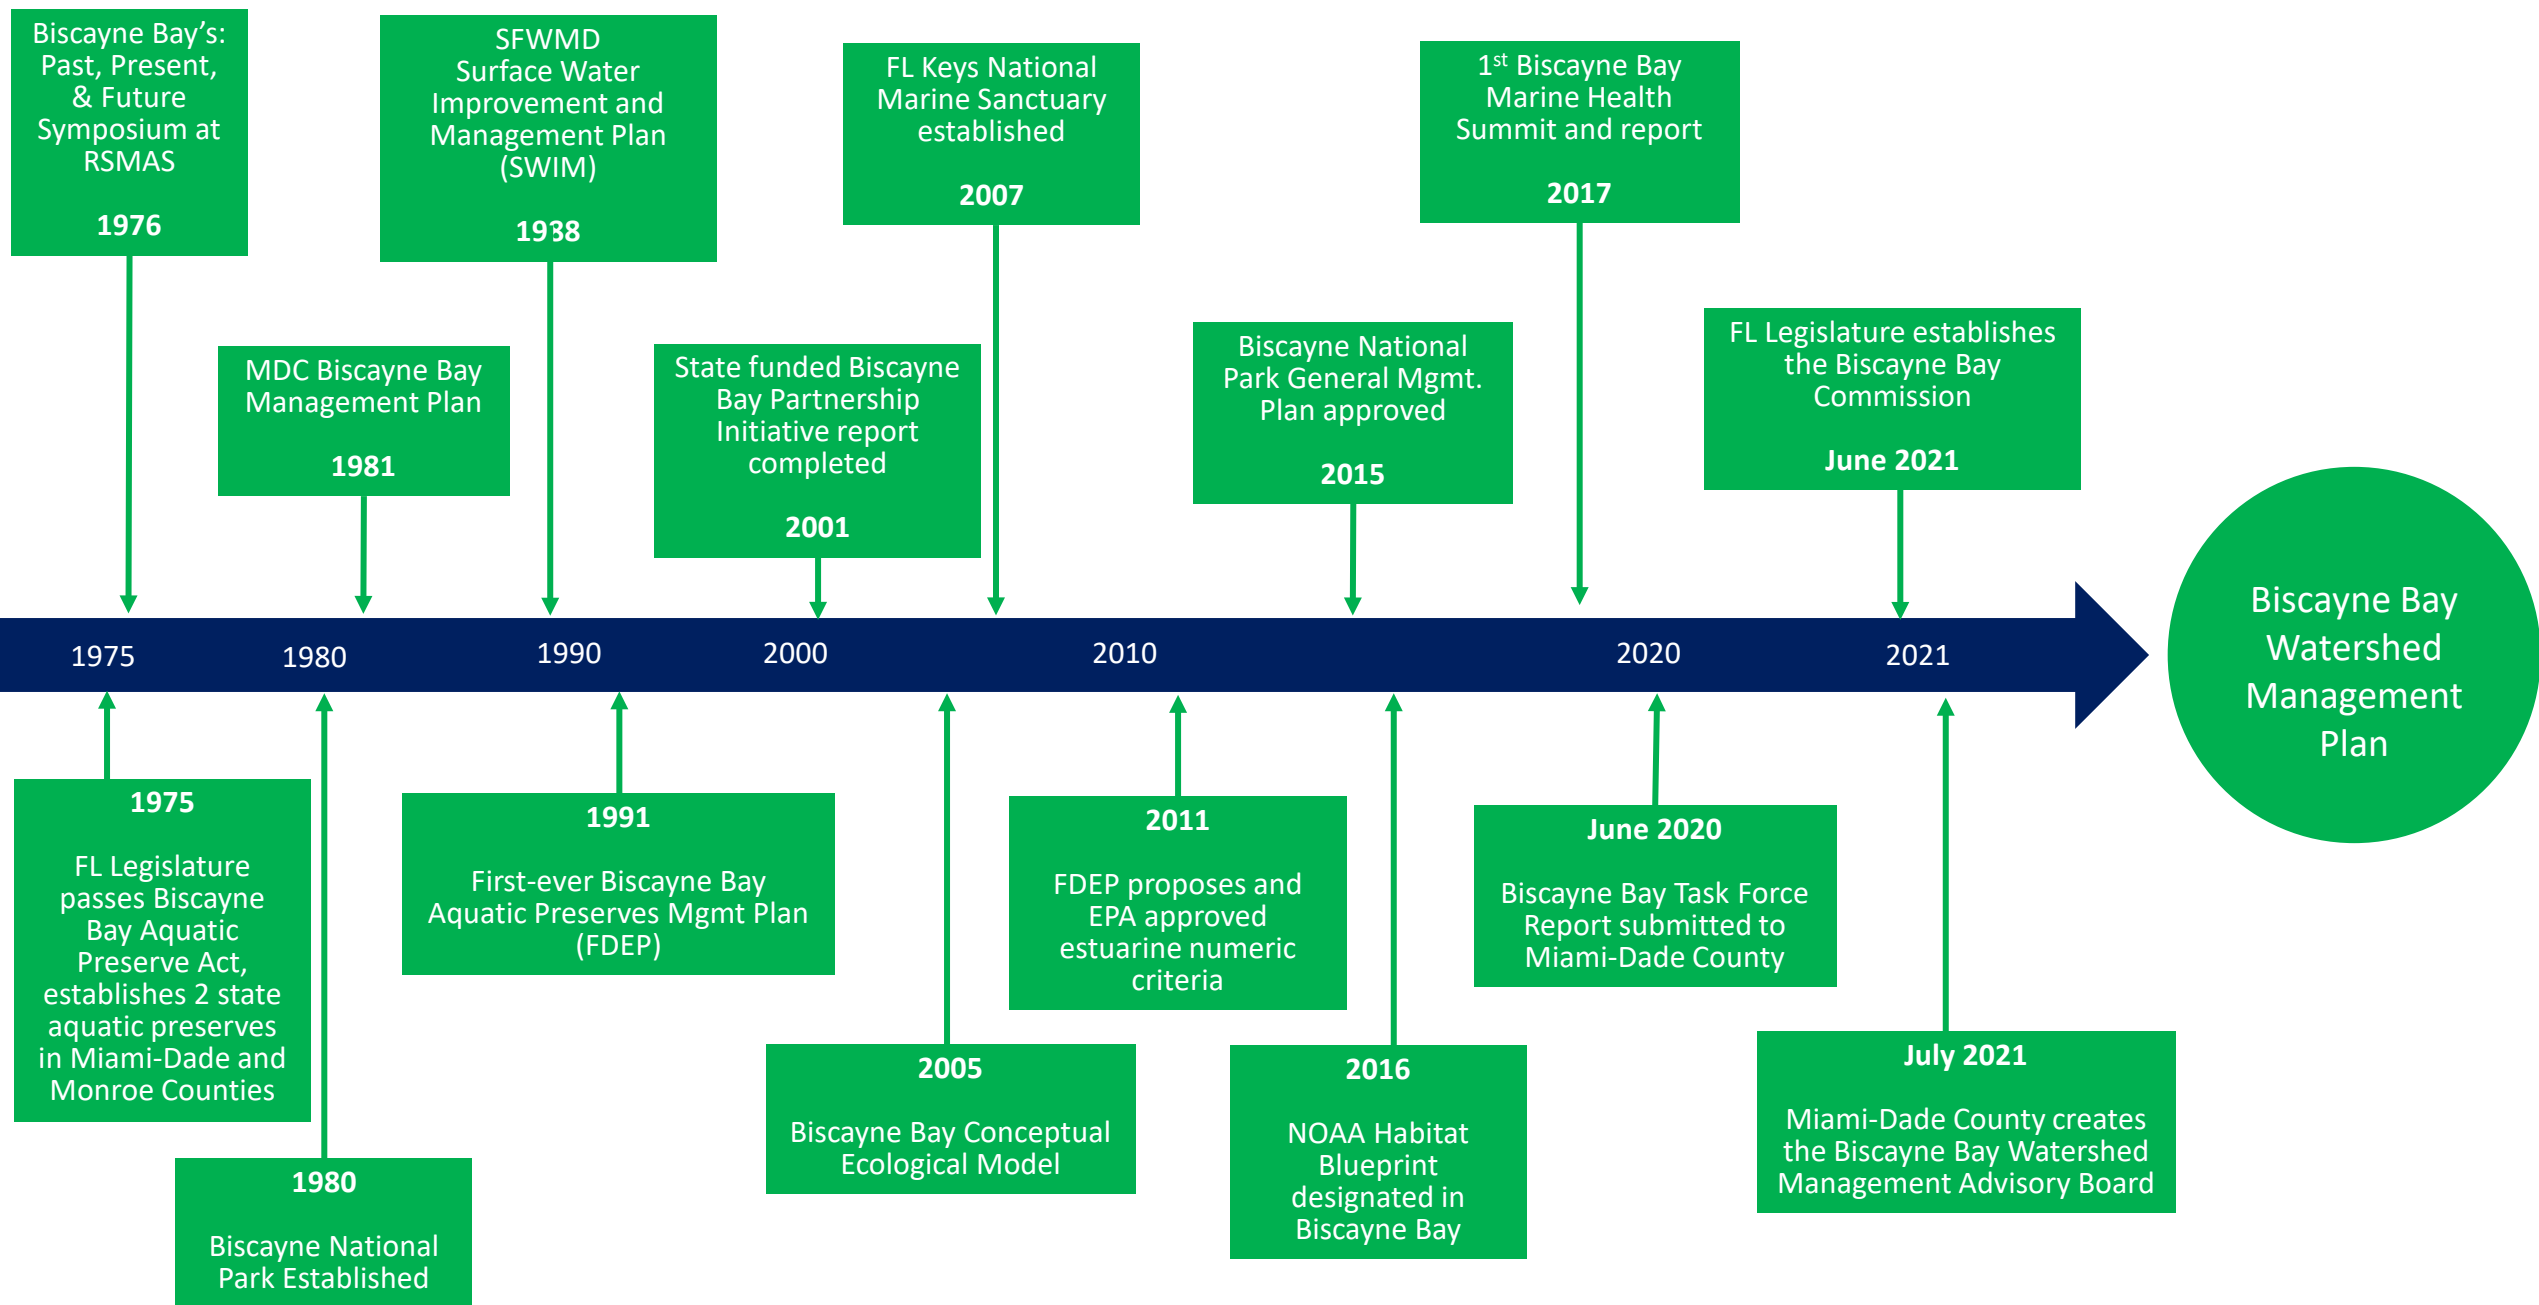 Biscayne Bay’s:
Past, Present,
& Future
Symposium at
RSMAS
1976
SFWMD
Surface Water
Improvement and
Management Plan
(SWIM)
1988
FL Keys National
Marine Sanctuary
established
2007
1st Biscayne Bay
Marine Health
Summit and report
2017
MDC Biscayne Bay
Management Plan
1981
State funded Biscayne
Bay Partnership
Initiative report
completed
2001
Biscayne National
Park General Mgmt.
Plan approved
2015
FL Legislature establishes
the Biscayne Bay
Commission
June 2021
1975
1980
1990
2000
2010
2020
2021
Biscayne Bay
Watershed
Management
Plan
1975
FL Legislature
passes Biscayne
Bay Aquatic
Preserve Act,
establishes 2 state
aquatic preserves
in Miami-Dade and
Monroe Counties
1991
First-ever Biscayne Bay
Aquatic Preserves Mgmt Plan
(FDEP)
2011
FDEP proposes and
EPA approved
estuarine numeric
criteria
June 2020
Biscayne Bay Task Force
Report submitted to
Miami-Dade County
1980
Biscayne National
Park Established
2005
Biscayne Bay Conceptual
Ecological Model
2016
NOAA Habitat
Blueprint
designated in
Biscayne Bay
July 2021
Miami-Dade County creates
the Biscayne Bay Watershed
Management Advisory Board